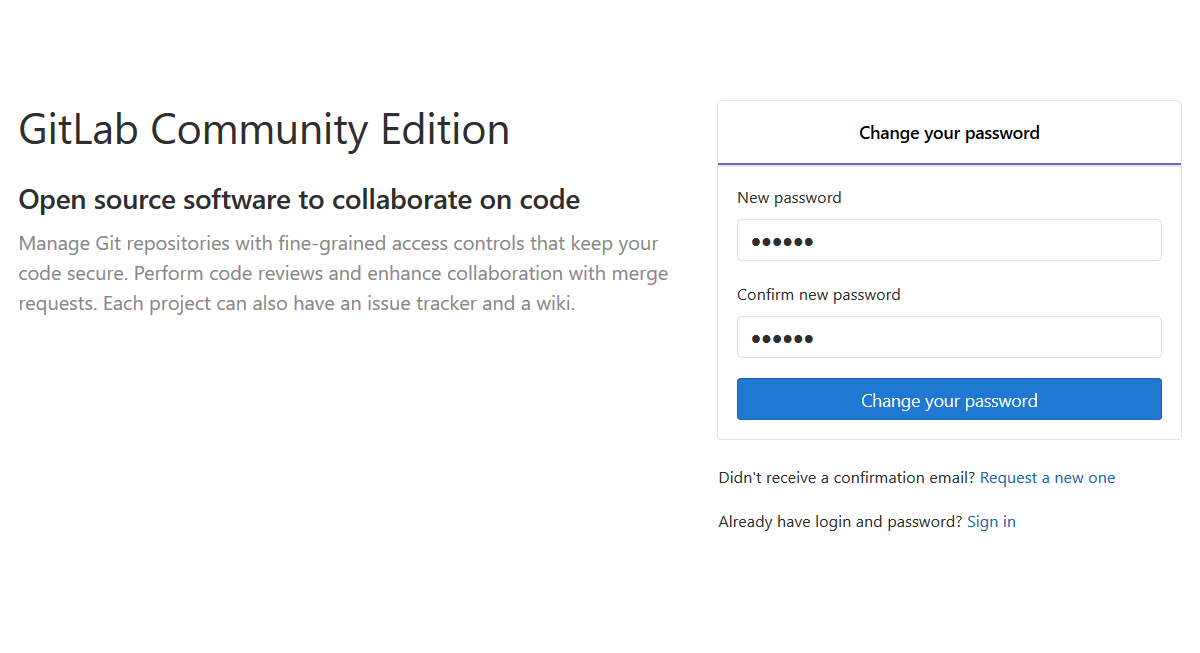 GitLab Community Edition
Open source software to collaborate on code
Manage Git repositories with fine-grained access controls that keep your
code secure. Perform code reviews and enhance collaboration with merge
requests. Each project can also have an issue tracker and a wiki.
Change your password
New password
●●●●●●
Confirm new password
●●●●●●
Change your password
Didn't receive a confirmation email? Request a new one
Already have login and password? Sign in